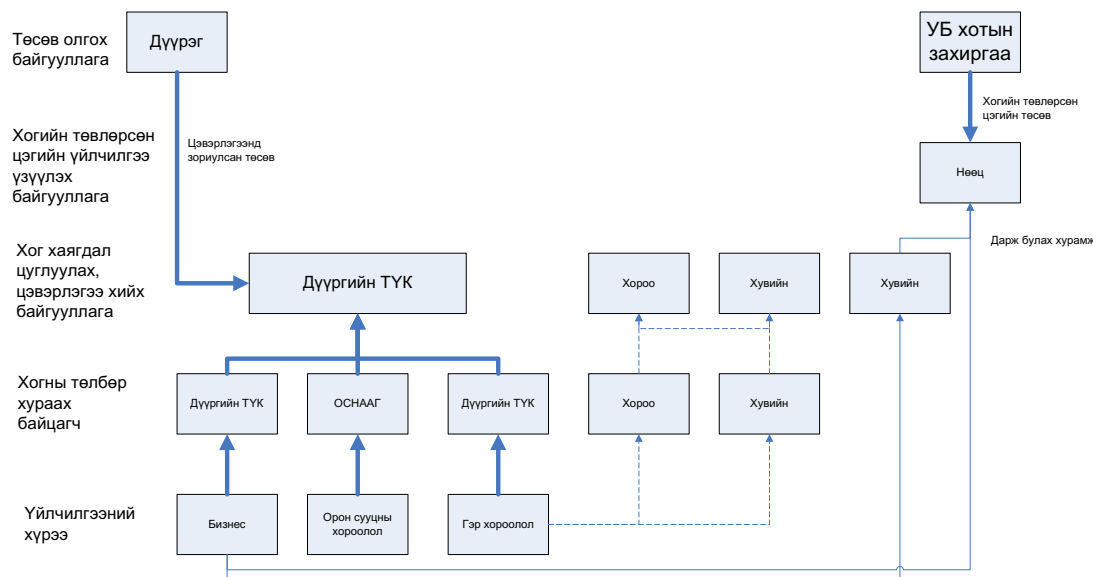 Төсөв олгох
байгууллага
Дүүрэг
УБ хотын
захиргаа
Хогийн төвлөрсөн
цэгийн төсөв
Хогийн төвлөрсөн
цэгийн үйлчилгээ
үзүүлэх
байгууллага
Цэвэрлэгээнд
зориулсан төсөв
Нөөц
Дарж булах хурамж
Хог хаягдал
цуглуулах,
цэвэрлэгээ хийх
байгууллага
Дүүргийн ТҮК
Хороо
Хувийн
Хувийн
Хогны төлбөр
хураах
байцагч
Дүүргийн ТҮК
ОСНААГ
Дүүргийн ТҮК
Хороо
Хувийн
Үйлчилгээний
хүрээ
Бизнес
Орон сууцны
хороолол
Гэр хороолол